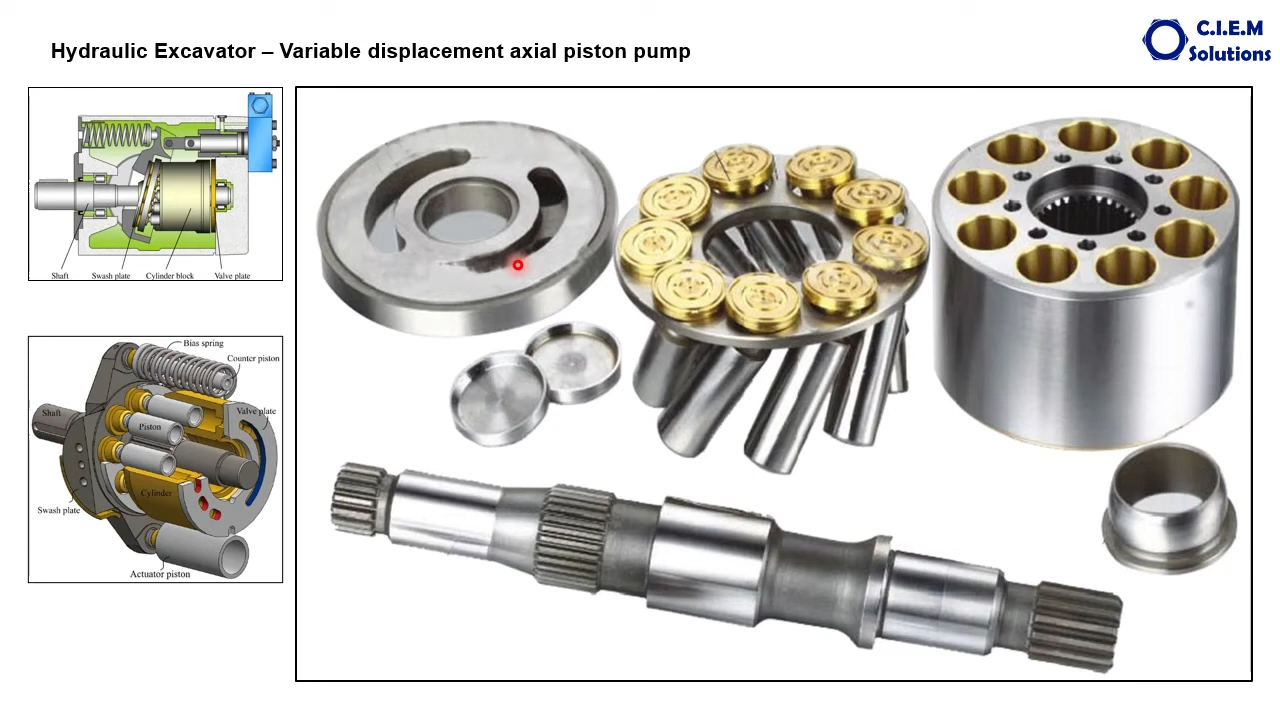 Hydraulic Excavator – Variable displacement axial piston pump
C.I.E.M
Solutions
Shaft
Swash plate
Cylinder block
Valve plate
Bias spring
Counter piston
Shaft
Valve plate
Piston
Cylinder
Swash plate
Actuator piston